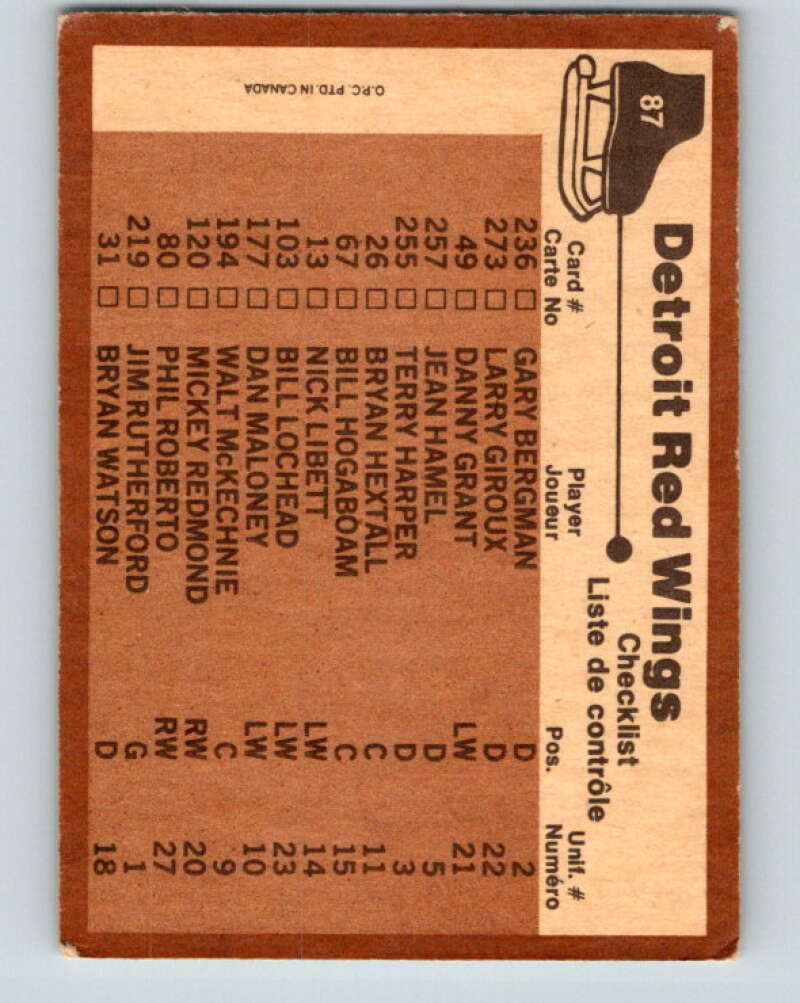 87
Detroit Red Wings
Checklist
Liste de contrôle
Card # Player Pos. Unif. #
Carte No Joueur Numéro
236 □ GARY BERGMAN D 2
273 □ LARRY GIROUX D 22
49 □ DANNY GRANT LW 21
257 □ JEAN HAMEL D 5
255 □ TERRY HARPER D 3
26 □ BRYAN HEXTALL C 11
67 □ BILL HOGABOAM C 15
13 □ NICK LIBETT LW 14
103 □ BILL LOCHEAD LW 23
177 □ DAN MALONEY LW 10
194 □ WALT McKECHNIE C 9
120 □ MICKEY REDMOND RW 20
80 □ PHIL ROBERTO RW 27
219 □ JIM RUTHERFORD G 1
31 □ BRYAN WATSON D 18
O.P.C. PTD. IN CANADA